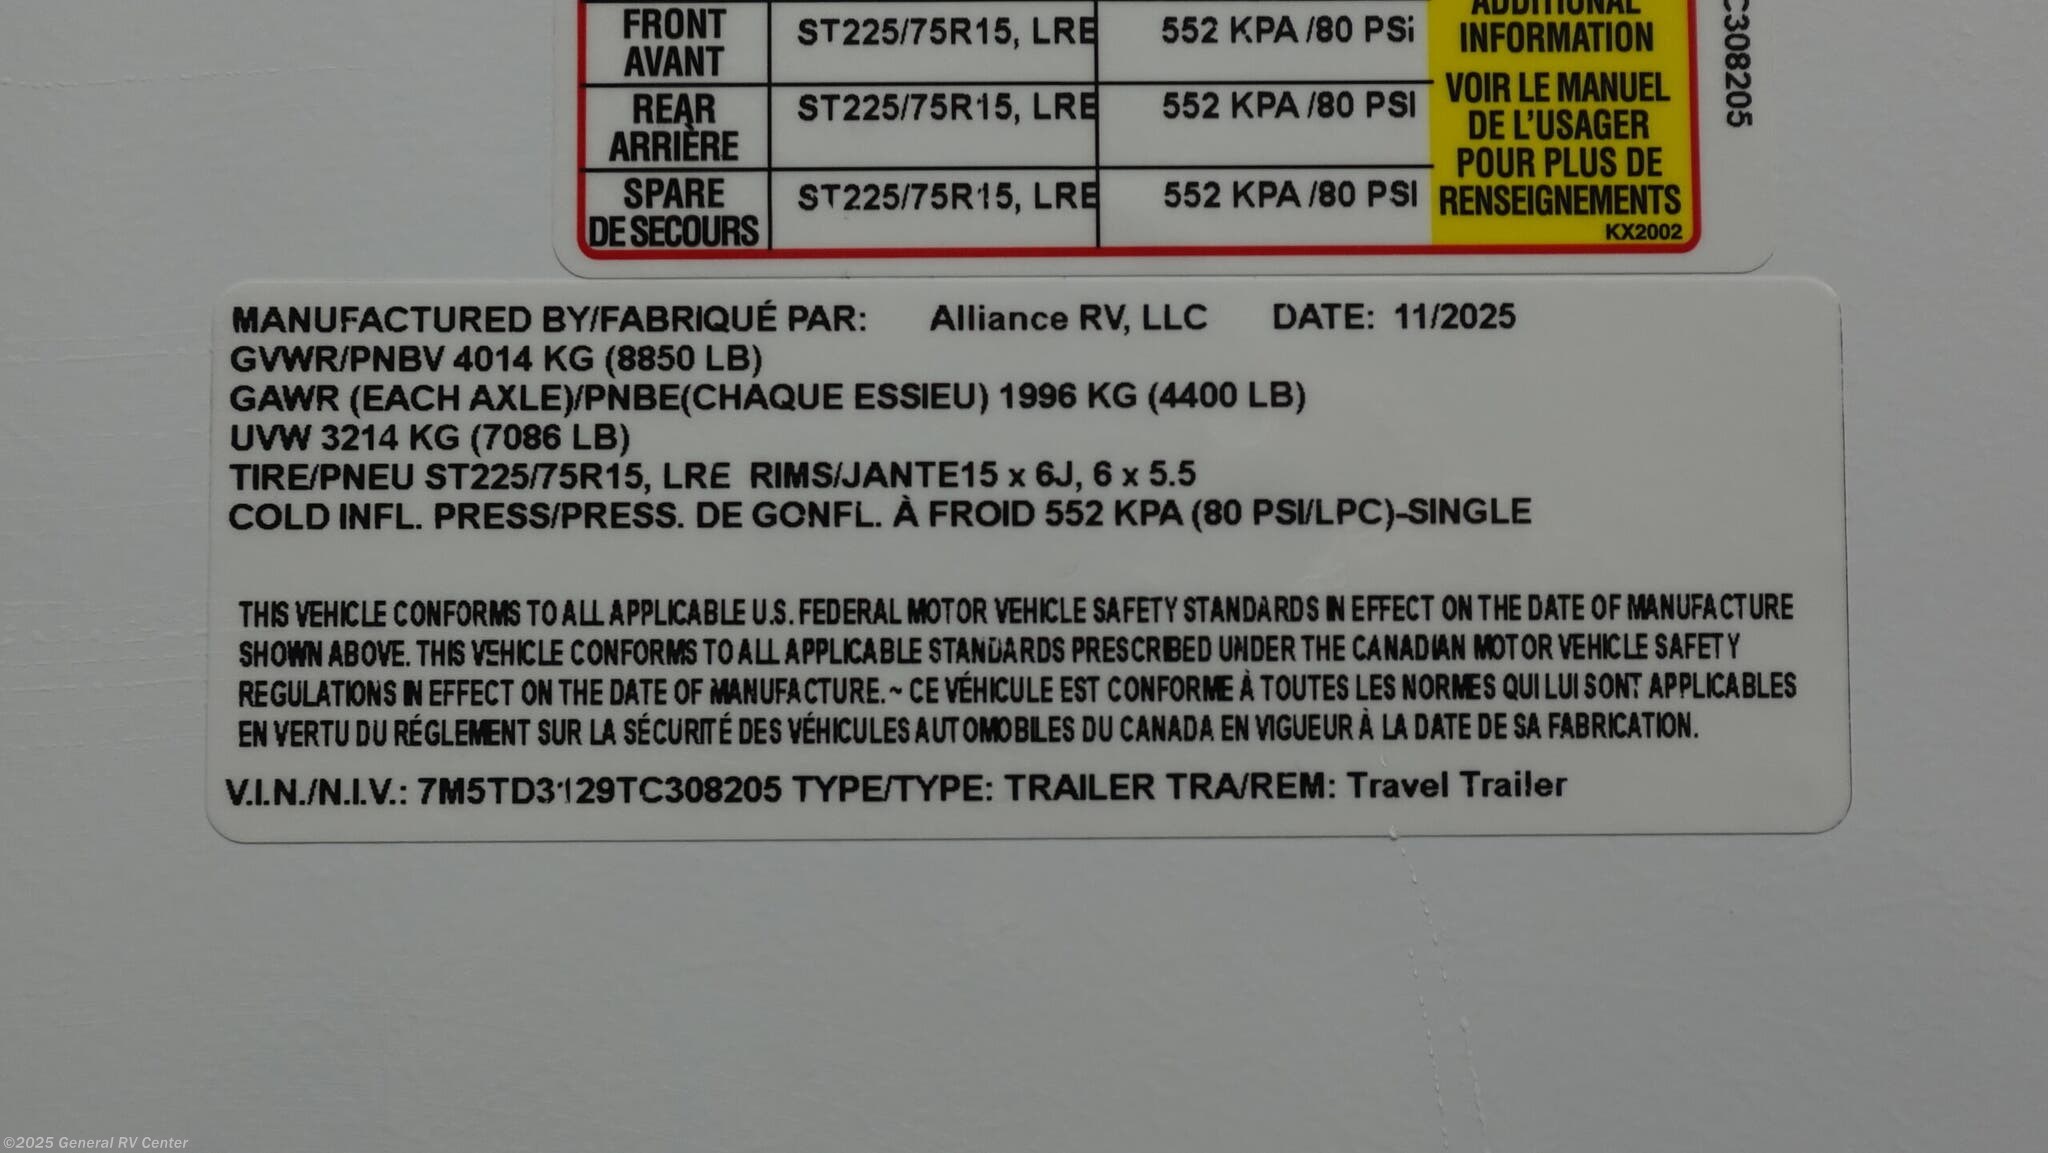 ADDITIONAL
INFORMATION
VOIR LE MANUEL
DE L'USAGER
POUR PLUS DE
RENSEIGNEMENTS
KX2002
FRONT
AVANT
ST225/75R15, LRE
552 KPA /80 PSi
REAR
ARRIÈRE
ST225/75R15, LRE
552 KPA /80 PSI
SPARE
DE SECOURS
ST225/75R15, LRE
552 KPA /80 PSI
C308205
MANUFACTURED BY/FABRIQUÉ PAR: Alliance RV, LLC DATE: 11/2025
GVWR/PNBV 4014 KG (8850 LB)
GAWR (EACH AXLE)/PNBE(CHAQUE ESSIEU) 1996 KG (4400 LB)
UVW 3214 KG (7086 LB)
TIRE/PNEU ST225/75R15, LRE RIMS/JANTE15 x 6J, 6 x 5.5
COLD INFL. PRESS/PRESS. DE GONFL. À FROID 552 KPA (80 PSI/LPC)-SINGLE
THIS VEHICLE CONFORMS TO ALL APPLICABLE U.S. FEDERAL MOTOR VEHICLE SAFETY STANDARDS IN EFFECT ON THE DATE OF MANUFACTURE
SHOWN ABOVE. THIS VEHICLE CONFORMS TO ALL APPLICABLE STANDARDS PRESCRIBED UNDER THE CANADIAN MOTOR VEHICLE SAFETY
REGULATIONS IN EFFECT ON THE DATE OF MANUFACTURE.~ CE VÉHICULE EST CONFORME À TOUTES LES NORMES QUI LUI SONT APPLICABLES
EN VERTU DU RÉGLEMENT SUR LA SÉCURITÉ DES VÉHICULES AUTOMOBILES DU CANADA EN VIGUEUR À LA DATE DE SA FABRICATION.
V.I.N./N.I.V.: 7M5TD3129TC308205 TYPE/TYPE: TRAILER TRA/REM: Travel Trailer
©2025 General RV Center